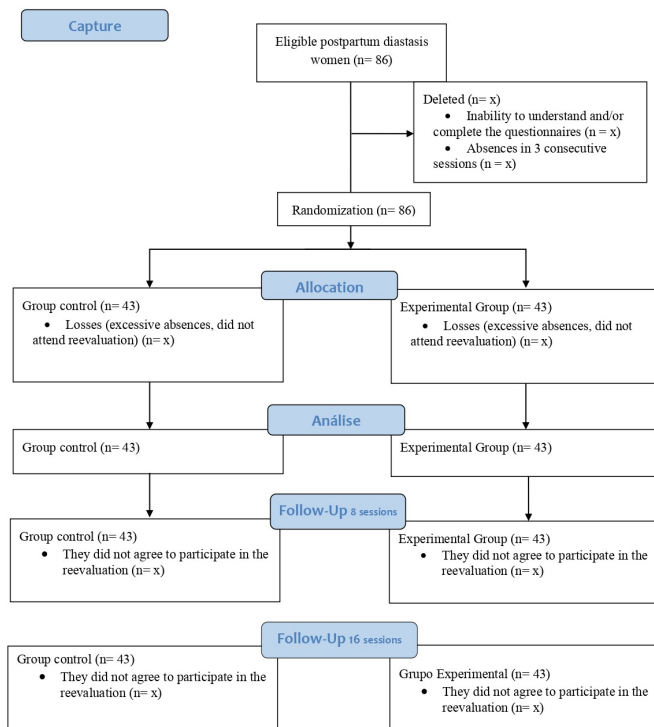 Capture
Eligible postpartum diastasis
women (n= 86)
Deleted (n= x)
• Inability to understand and/or
complete the questionnaires (n = x)
• Absences in 3 consecutive
sessions (n = x)
Randomization (n= 86)
Allocation
Group control (n= 43)
• Losses (excessive absences, did not
attend reevaluation) (n= x)
Experimental Group (n= 43)
• Losses (excessive absences, did not
attend reevaluation) (n= x)
Análise
Group control (n= 43)
Experimental Group (n= 43)
Follow-Up 8 sessions
Group control (n= 43)
• They did not agree to participate in the
reevaluation (n= x)
Experimental Group (n= 43)
• They did not agree to participate in the
reevaluation (n= x)
Follow-Up 16 sessions
Group control (n= 43)
• They did not agree to participate in the
reevaluation (n= x)
Grupo Experimental (n= 43)
• They did not agree to participate in the
reevaluation (n= x)